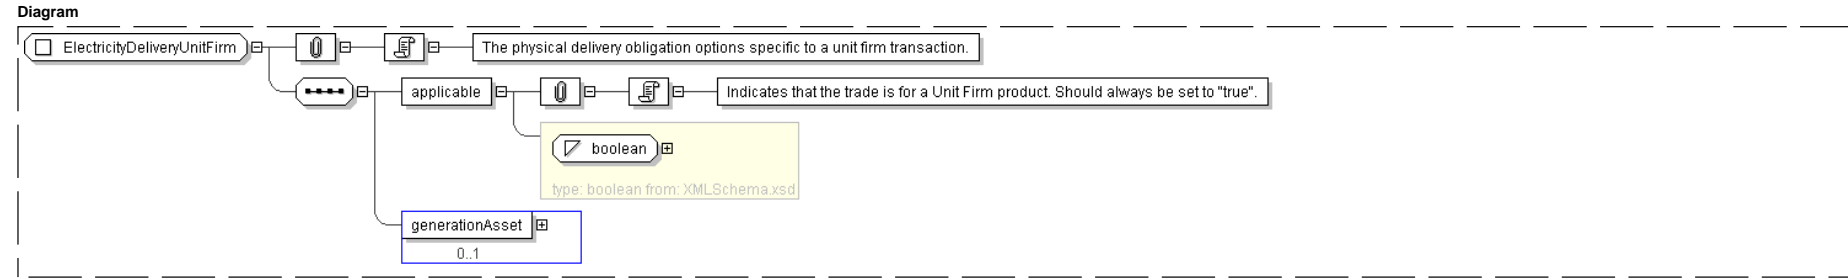 Diagram
ElectricityDeliveryUnitFirm
The physical delivery obligation options specific to a unit firm transaction.
applicable
Indicates that the trade is for a Unit Firm product. Should always be set to "true".
boolean
type: boolean from: XMLSchema.xsd
generationAsset
0..1